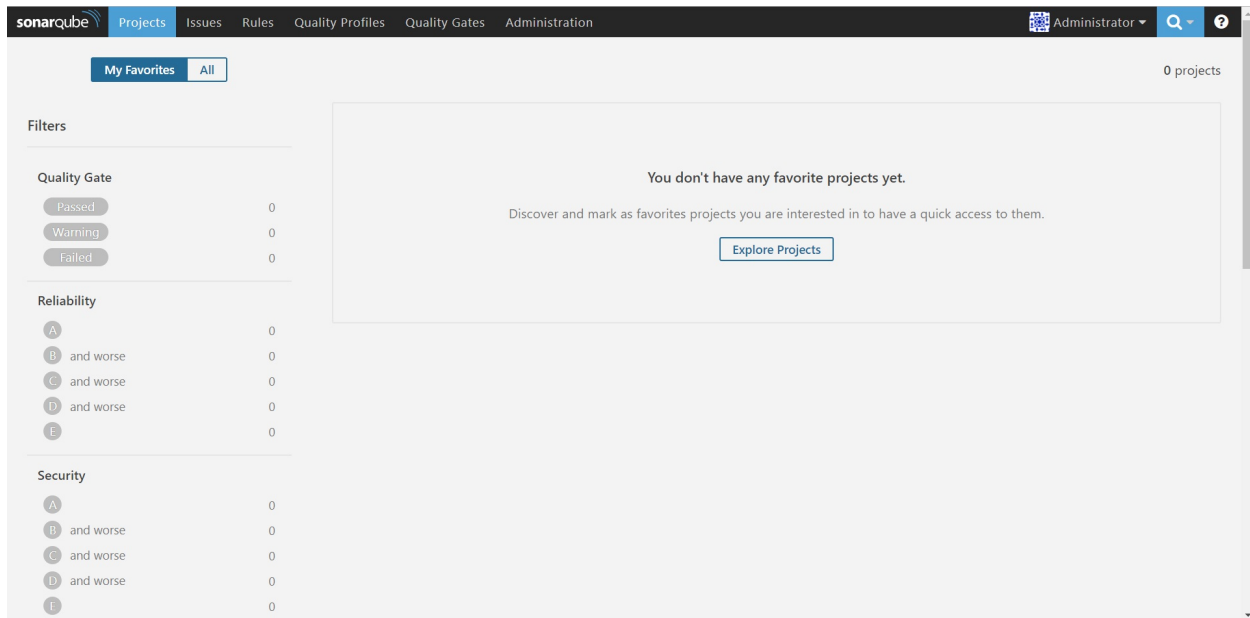 sonarqube Projects Issues Rules Quality Profiles Quality Gates Administration Administrator ?
My Favorites All 0 projects
Filters
Quality Gate
Passed 0
Warning 0
Failed 0
You don't have any favorite projects yet.
Discover and mark as favorites projects you are interested in to have a quick access to them.
Explore Projects
Reliability
A 0
B and worse 0
C and worse 0
D and worse 0
E 0
Security
A 0
B and worse 0
C and worse 0
D and worse 0
E 0